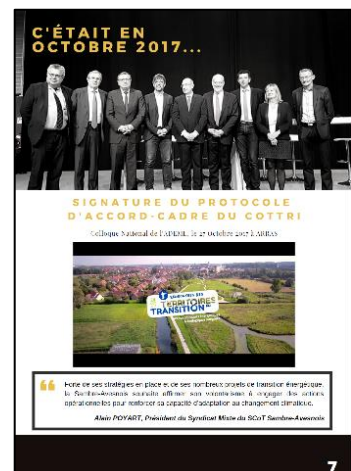 C'ÉTAIT EN
OCTOBRE 2017...
SIGNATURE DU PROTOCOLE
D'ACCORD-CADRE DU COTTRI
Colloque National de l' le 27 Octobre 2017 à ARRAS
TERRITOIRES
TRANSITION
Forte de ses stratégies en place et de ses nombreux projets de transition énergétique,
la Sambre-Avesnois souhaite affirmer son volontarisme à engager des actions
opérationnelles pour renforcer sa capacité d'adaptation au changement climatique.
Alain POYART, Président du Syndicat Mixte du SCoT Sambre-Avesnois
7